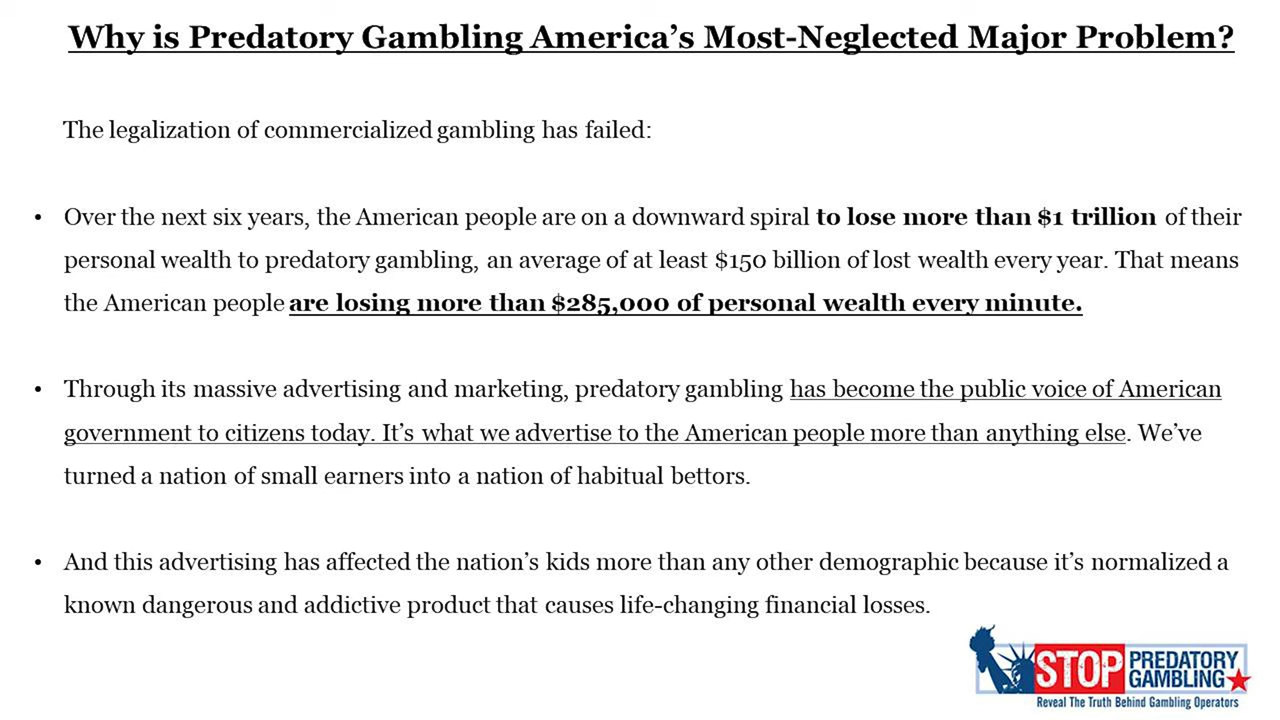 Why is Predatory Gambling America’s Most-Neglected Major Problem?
The legalization of commercialized gambling has failed:
• Over the next six years, the American people are on a downward spiral to lose more than $1 trillion of their
personal wealth to predatory gambling, an average of at least $150 billion of lost wealth every year. That means
the American people are losing more than $285,000 of personal wealth every minute.
• Through its massive advertising and marketing, predatory gambling has become the public voice of American
government to citizens today. It’s what we advertise to the American people more than anything else. We’ve
turned a nation of small earners into a nation of habitual bettors.
• And this advertising has affected the nation’s kids more than any other demographic because it’s normalized a
known dangerous and addictive product that causes life-changing financial losses.
STOP PREDATORY
GAMBLING
Reveal The Truth Behind Gambling Operators